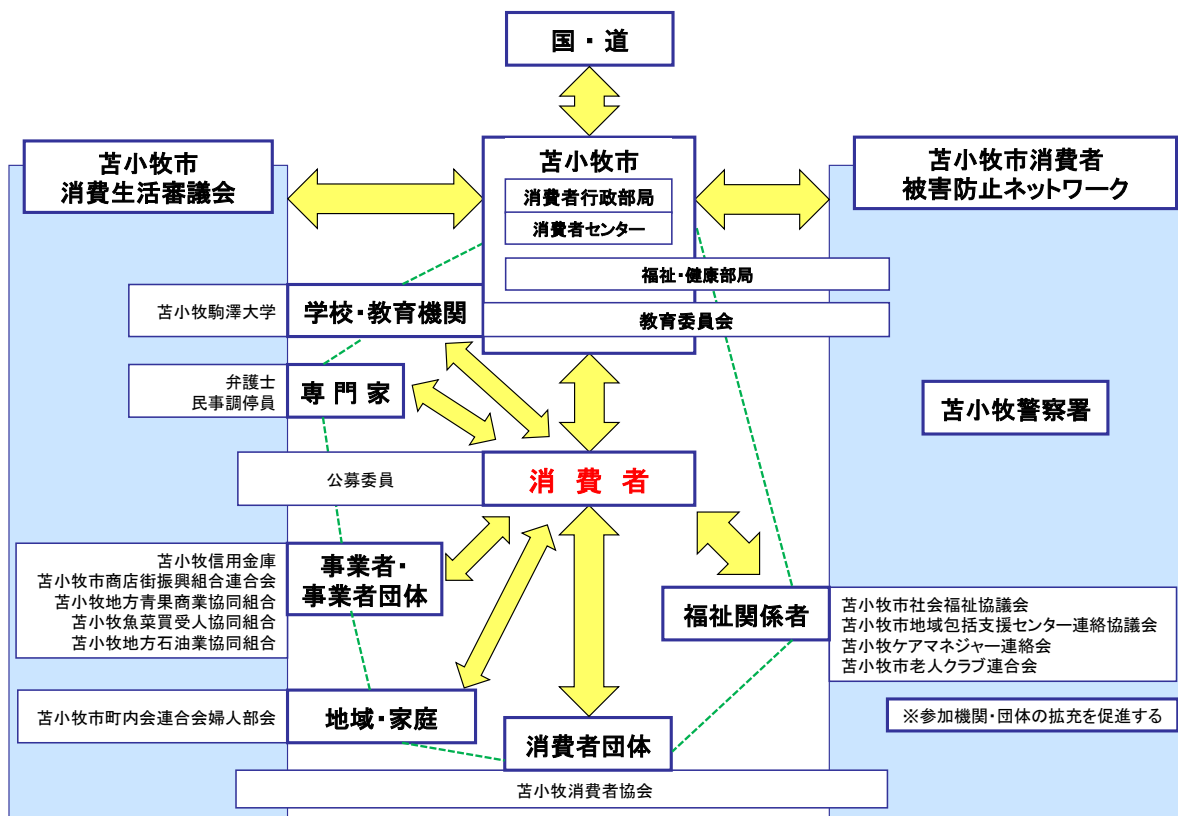 国・道
苫小牧市
消費生活審議会
苫小牧市
消費者行政部局
消費者センター
福祉・健康部局
教育委員会
苫小牧市消費者
被害防止ネットワーク
苫小牧駒澤大学
学校・教育機関
弁護士
民事調停員
専門家
苫小牧警察署
公募委員
消費者
苫小牧信用金庫
苫小牧市商店街振興組合連合会
苫小牧地方青果商業協同組合
苫小牧魚菜買受人協同組合
苫小牧地方石油業協同組合
事業者・
事業者団体
福祉関係者
苫小牧市社会福祉協議会
苫小牧市地域包括支援センター連絡協議会
苫小牧ケアマネジャー連絡会
苫小牧市老人クラブ連合会
苫小牧市町内会連合会婦人部会
地域・家庭
※参加機関・団体の拡充を促進する
消費者団体
苫小牧消費者協会